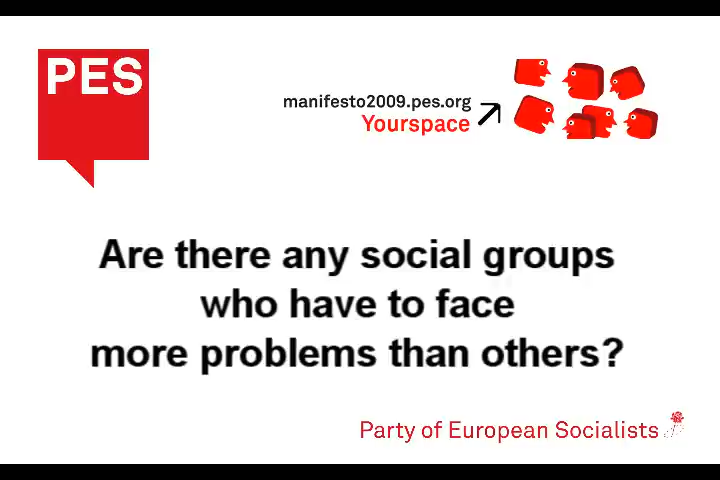 PES
manifesto2009.pes.org
Yourspace
Are there any social groups
who have to face
more problems than others?
Party of European Socialists